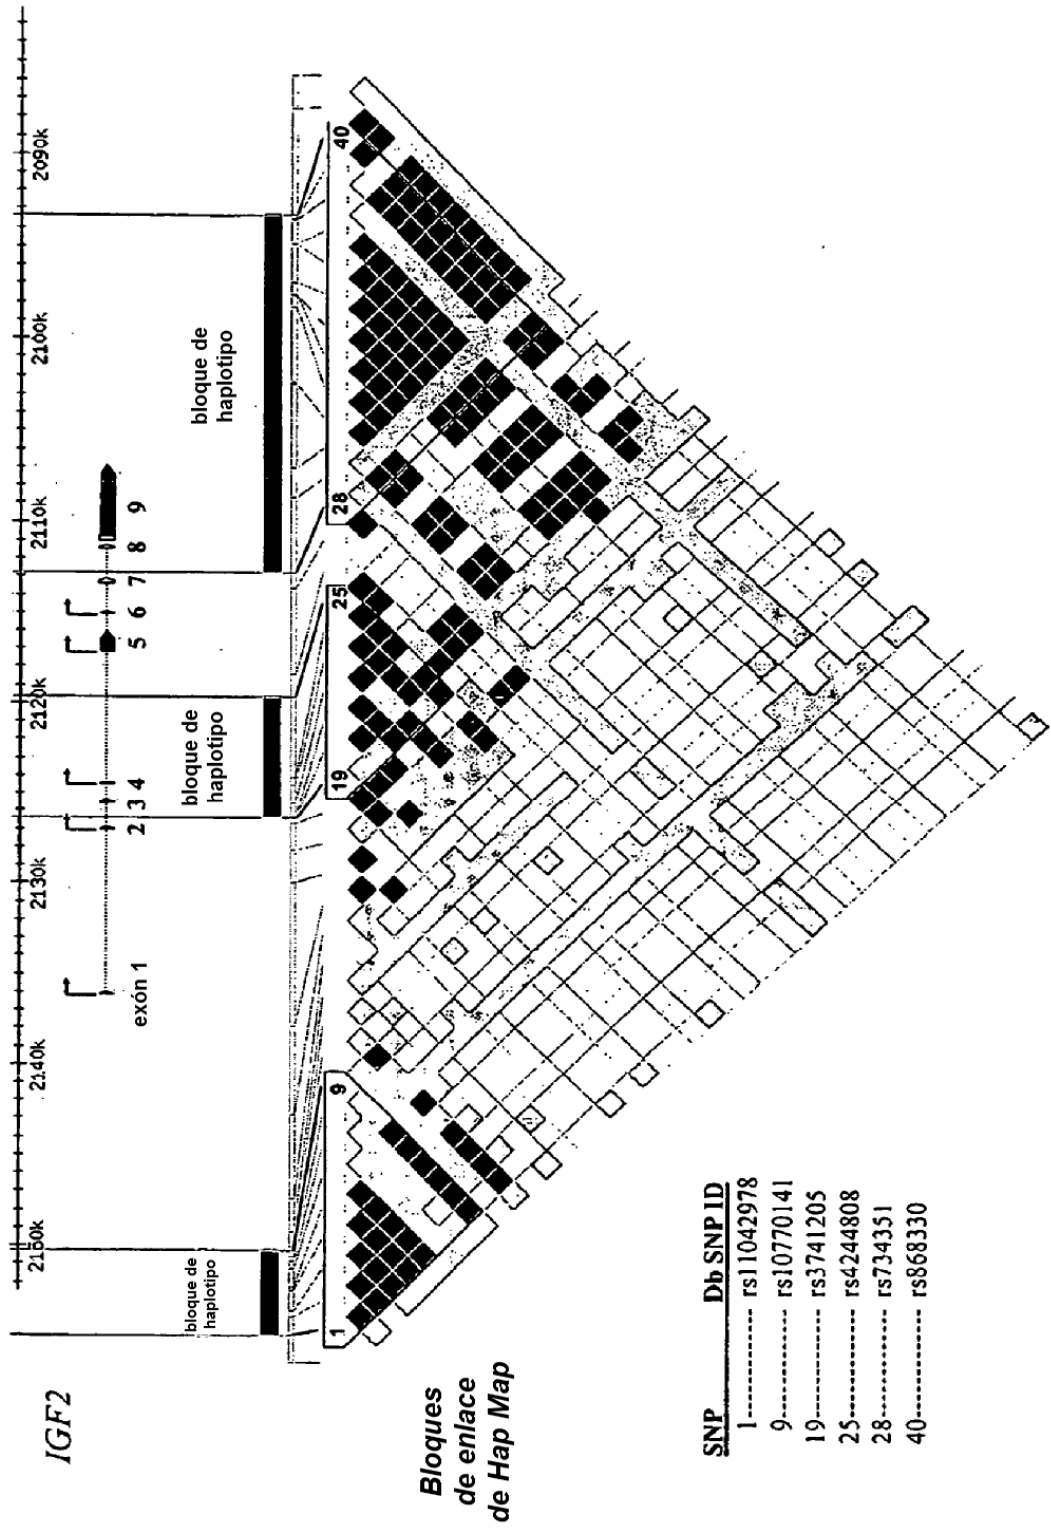 IGF2
2160k 2140k 2130k 2120k 2110k 2100k 2090k
exón 1 2 3 4 5 6 7 8 9
bloque de
haplotipo
bloque de
haplotipo
bloque de
haplotipo
1 9 19 25 28 40
Bloques
de enlace
de Hap Map
SNP Db SNP ID
1------------ rs11042978
9------------ rs10770141
19------------ rs3741205
25------------ rs4244808
28------------ rs734351
40------------ rs868330